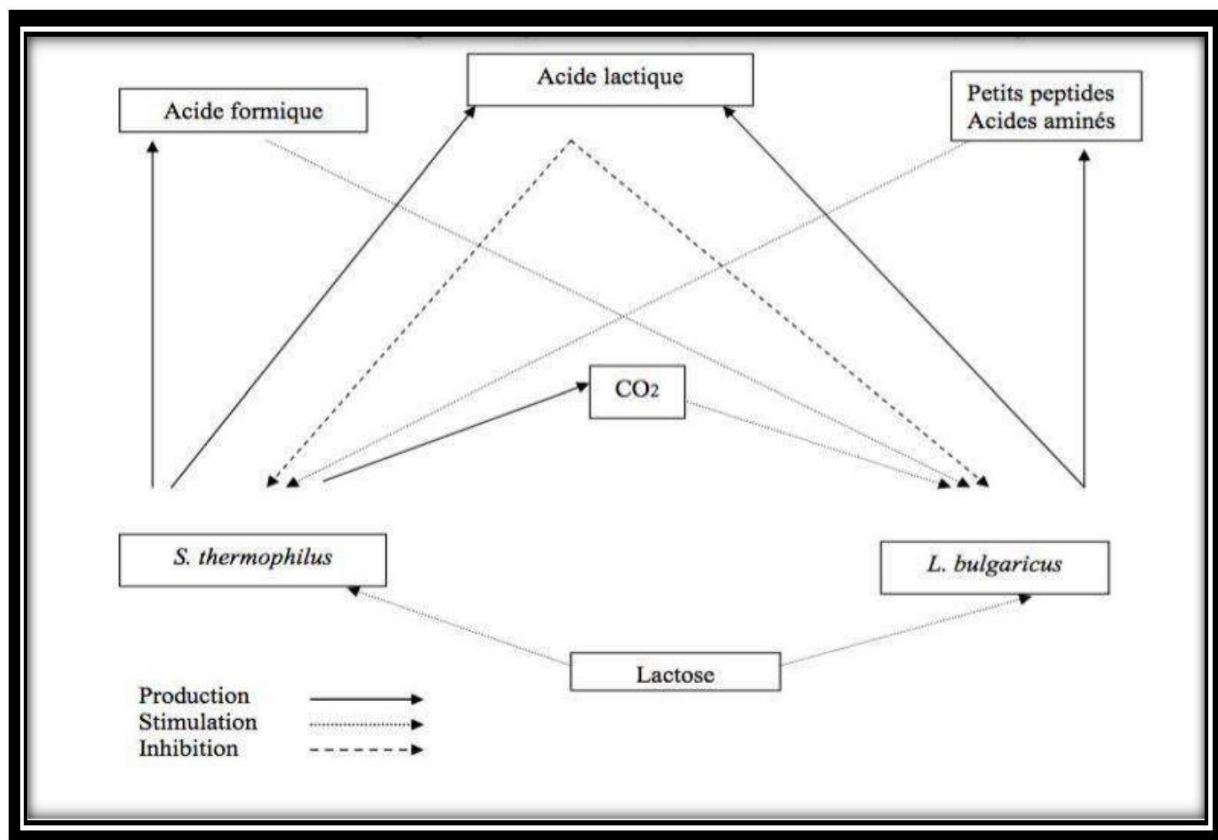 Acide lactique
Acide formique
Petits peptides
Acides aminés
CO2
S. thermophilus
L. bulgaricus
Lactose
Production
Stimulation
Inhibition